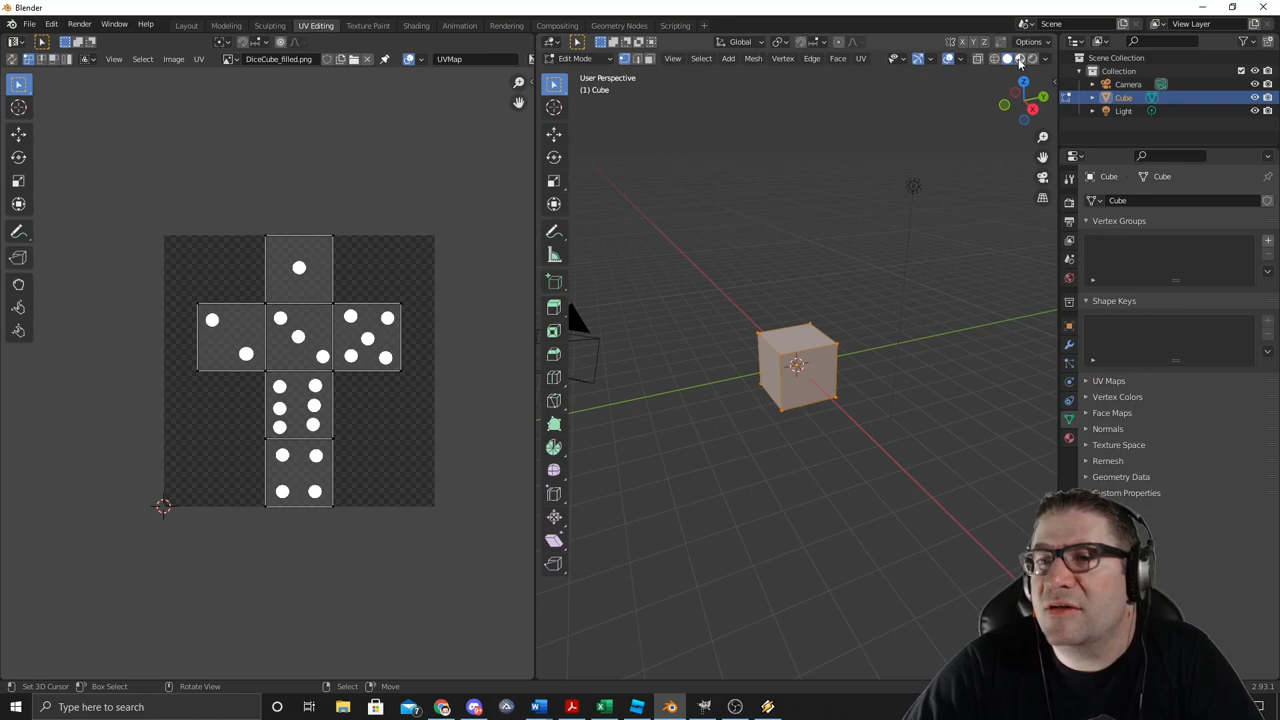 Blender
File Edit Render Window Help Layout Modeling Sculpting UV Editing Texture Paint Shading Animation Rendering Compositing Geometry Nodes Scripting + Scene View Layer
Global X Y Z Options
View Select Image UV DiceCube_filled.png UVMap Edit Mode View Select Add Mesh Vertex Edge Face UV
Scene Collection
Collection
Camera
Cube
Light
User Perspective
(1) Cube
Z
Y
X
Cube Cube
Cube
Vertex Groups
Shape Keys
UV Maps
Vertex Colors
Face Maps
Normals
Texture Space
Remesh
Geometry Data
Custom Properties
Set 3D Cursor Box Select Rotate View Select Move 2.93.1
Type here to search